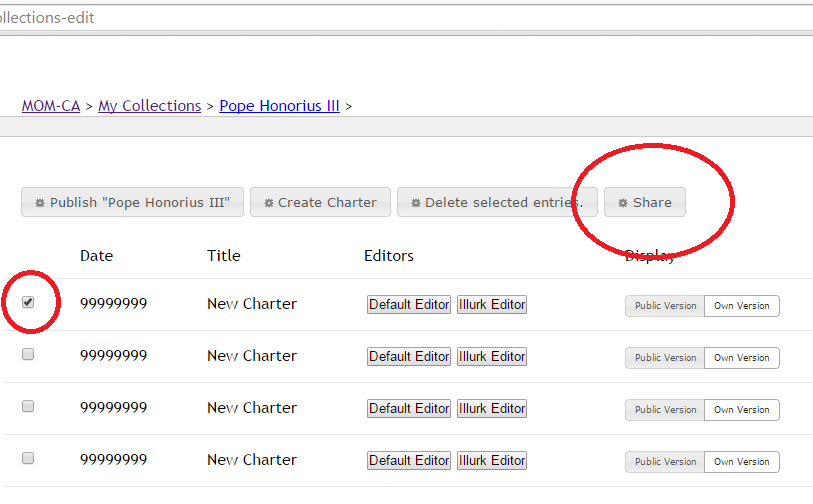 ollections-edit
MOM-CA > My Collections > Pope Honorius III >
Publish "Pope Honorius III" Create Charter Delete selected entries. Share
Date Title Editors Display
99999999 New Charter Default Editor Illurk Editor Public Version Own Version
99999999 New Charter Default Editor Illurk Editor Public Version Own Version
99999999 New Charter Default Editor Illurk Editor Public Version Own Version
99999999 New Charter Default Editor Illurk Editor Public Version Own Version